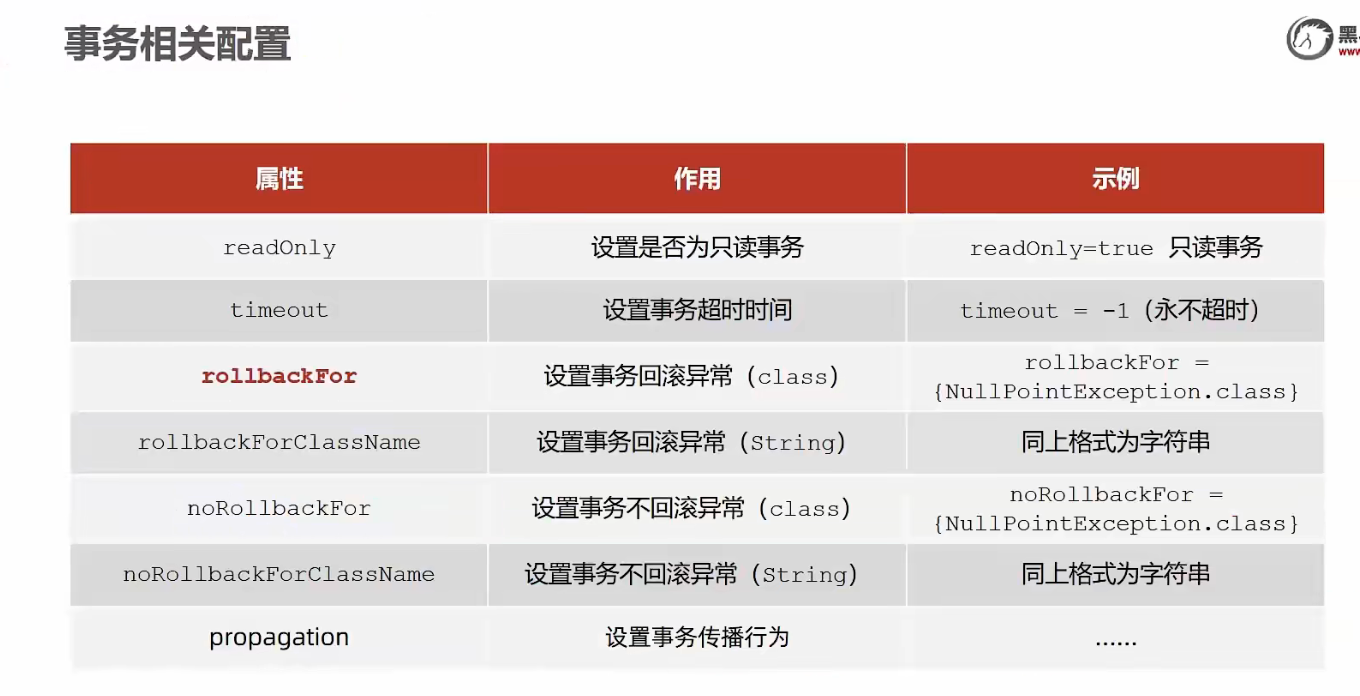 事务相关配置
黑
www
属性 作用 示例
readOnly 设置是否为只读事务 readOnly=true 只读事务
timeout 设置事务超时时间 timeout = -1（永不超时）
rollbackFor 设置事务回滚异常（class） rollbackFor =
{NullPointException.class}
rollbackForClassName 设置事务回滚异常（String） 同上格式为字符串
noRollbackFor 设置事务不回滚异常（class） noRollbackFor =
{NullPointException.class}
noRollbackForClassName 设置事务不回滚异常（String） 同上格式为字符串
propagation 设置事务传播行为 ……